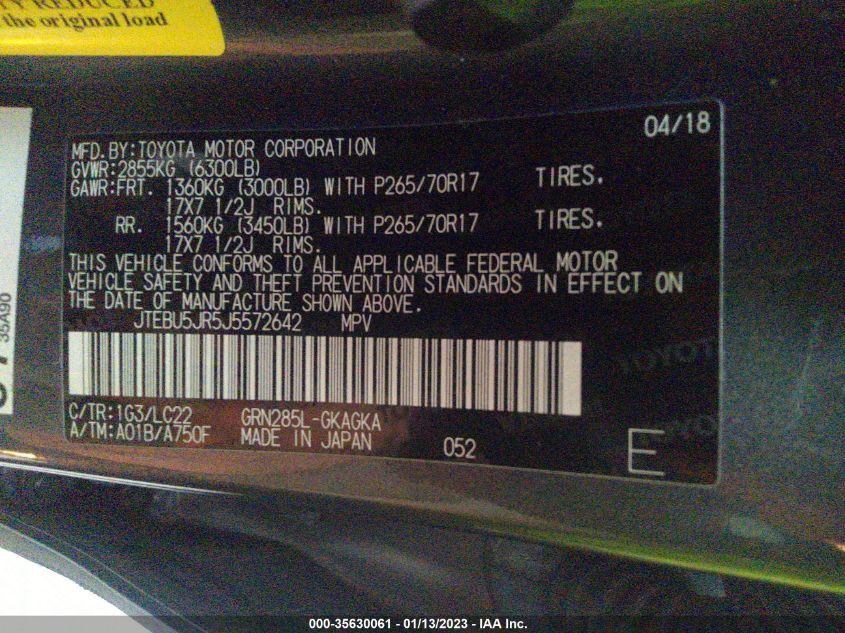 REDUCED
the original load
35A90
04/18
MFD.BY:TOYOTA MOTOR CORPORATION
GVWR:2855KG (6300LB)
GAWR:FRT. 1360KG (3000LB) WITH P265/70R17 TIRES.
17X7 1/2J RIMS.
RR. 1560KG (3450LB) WITH P265/70R17 TIRES.
17X7 1/2J RIMS.
THIS VEHICLE CONFORMS TO ALL APPLICABLE FEDERAL MOTOR
VEHICLE SAFETY AND THEFT PREVENTION STANDARDS IN EFFECT ON
THE DATE OF MANUFACTURE SHOWN ABOVE.
JTEBU5JR5J5572642 MPV
TOYOTA
C/TR:1G3/LC22 GRN285L-GKAGKA
A/TM:A01B/A750F MADE IN JAPAN 052 E
000-35630061 - 01/13/2023 - IAA Inc.